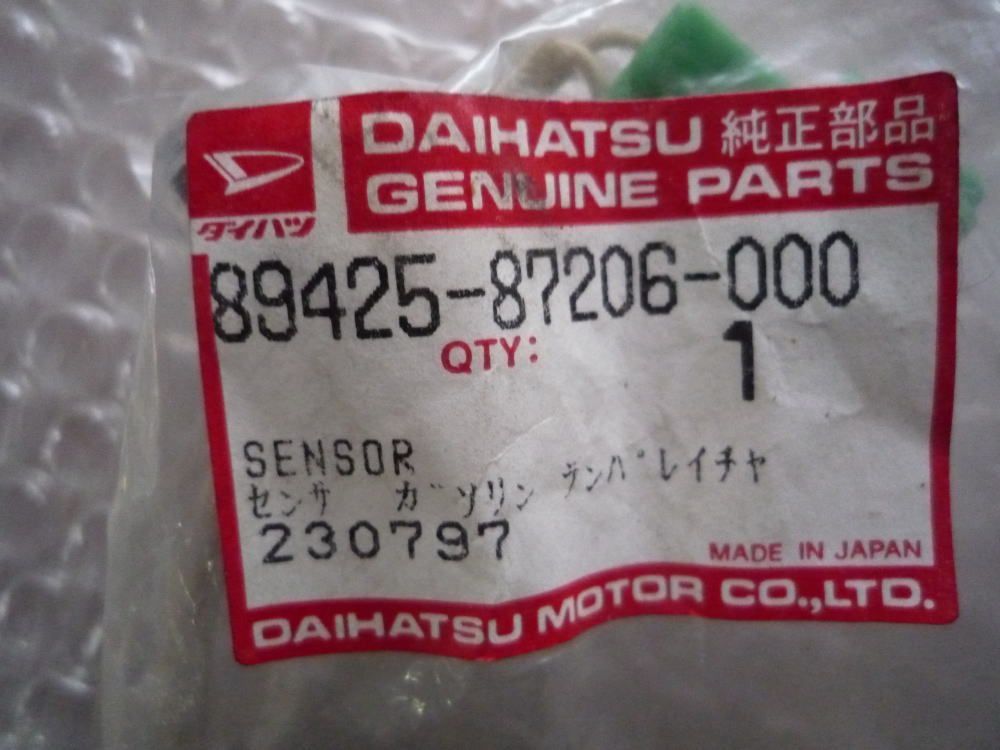 DAIHATSU 純正部品
GENUINE PARTS
ダイハツ
89425-87206-000
QTY: 1
SENSOR
センサ ガソリン テンパレイチャ
230797
MADE IN JAPAN
DAIHATSU MOTOR CO.,LTD.